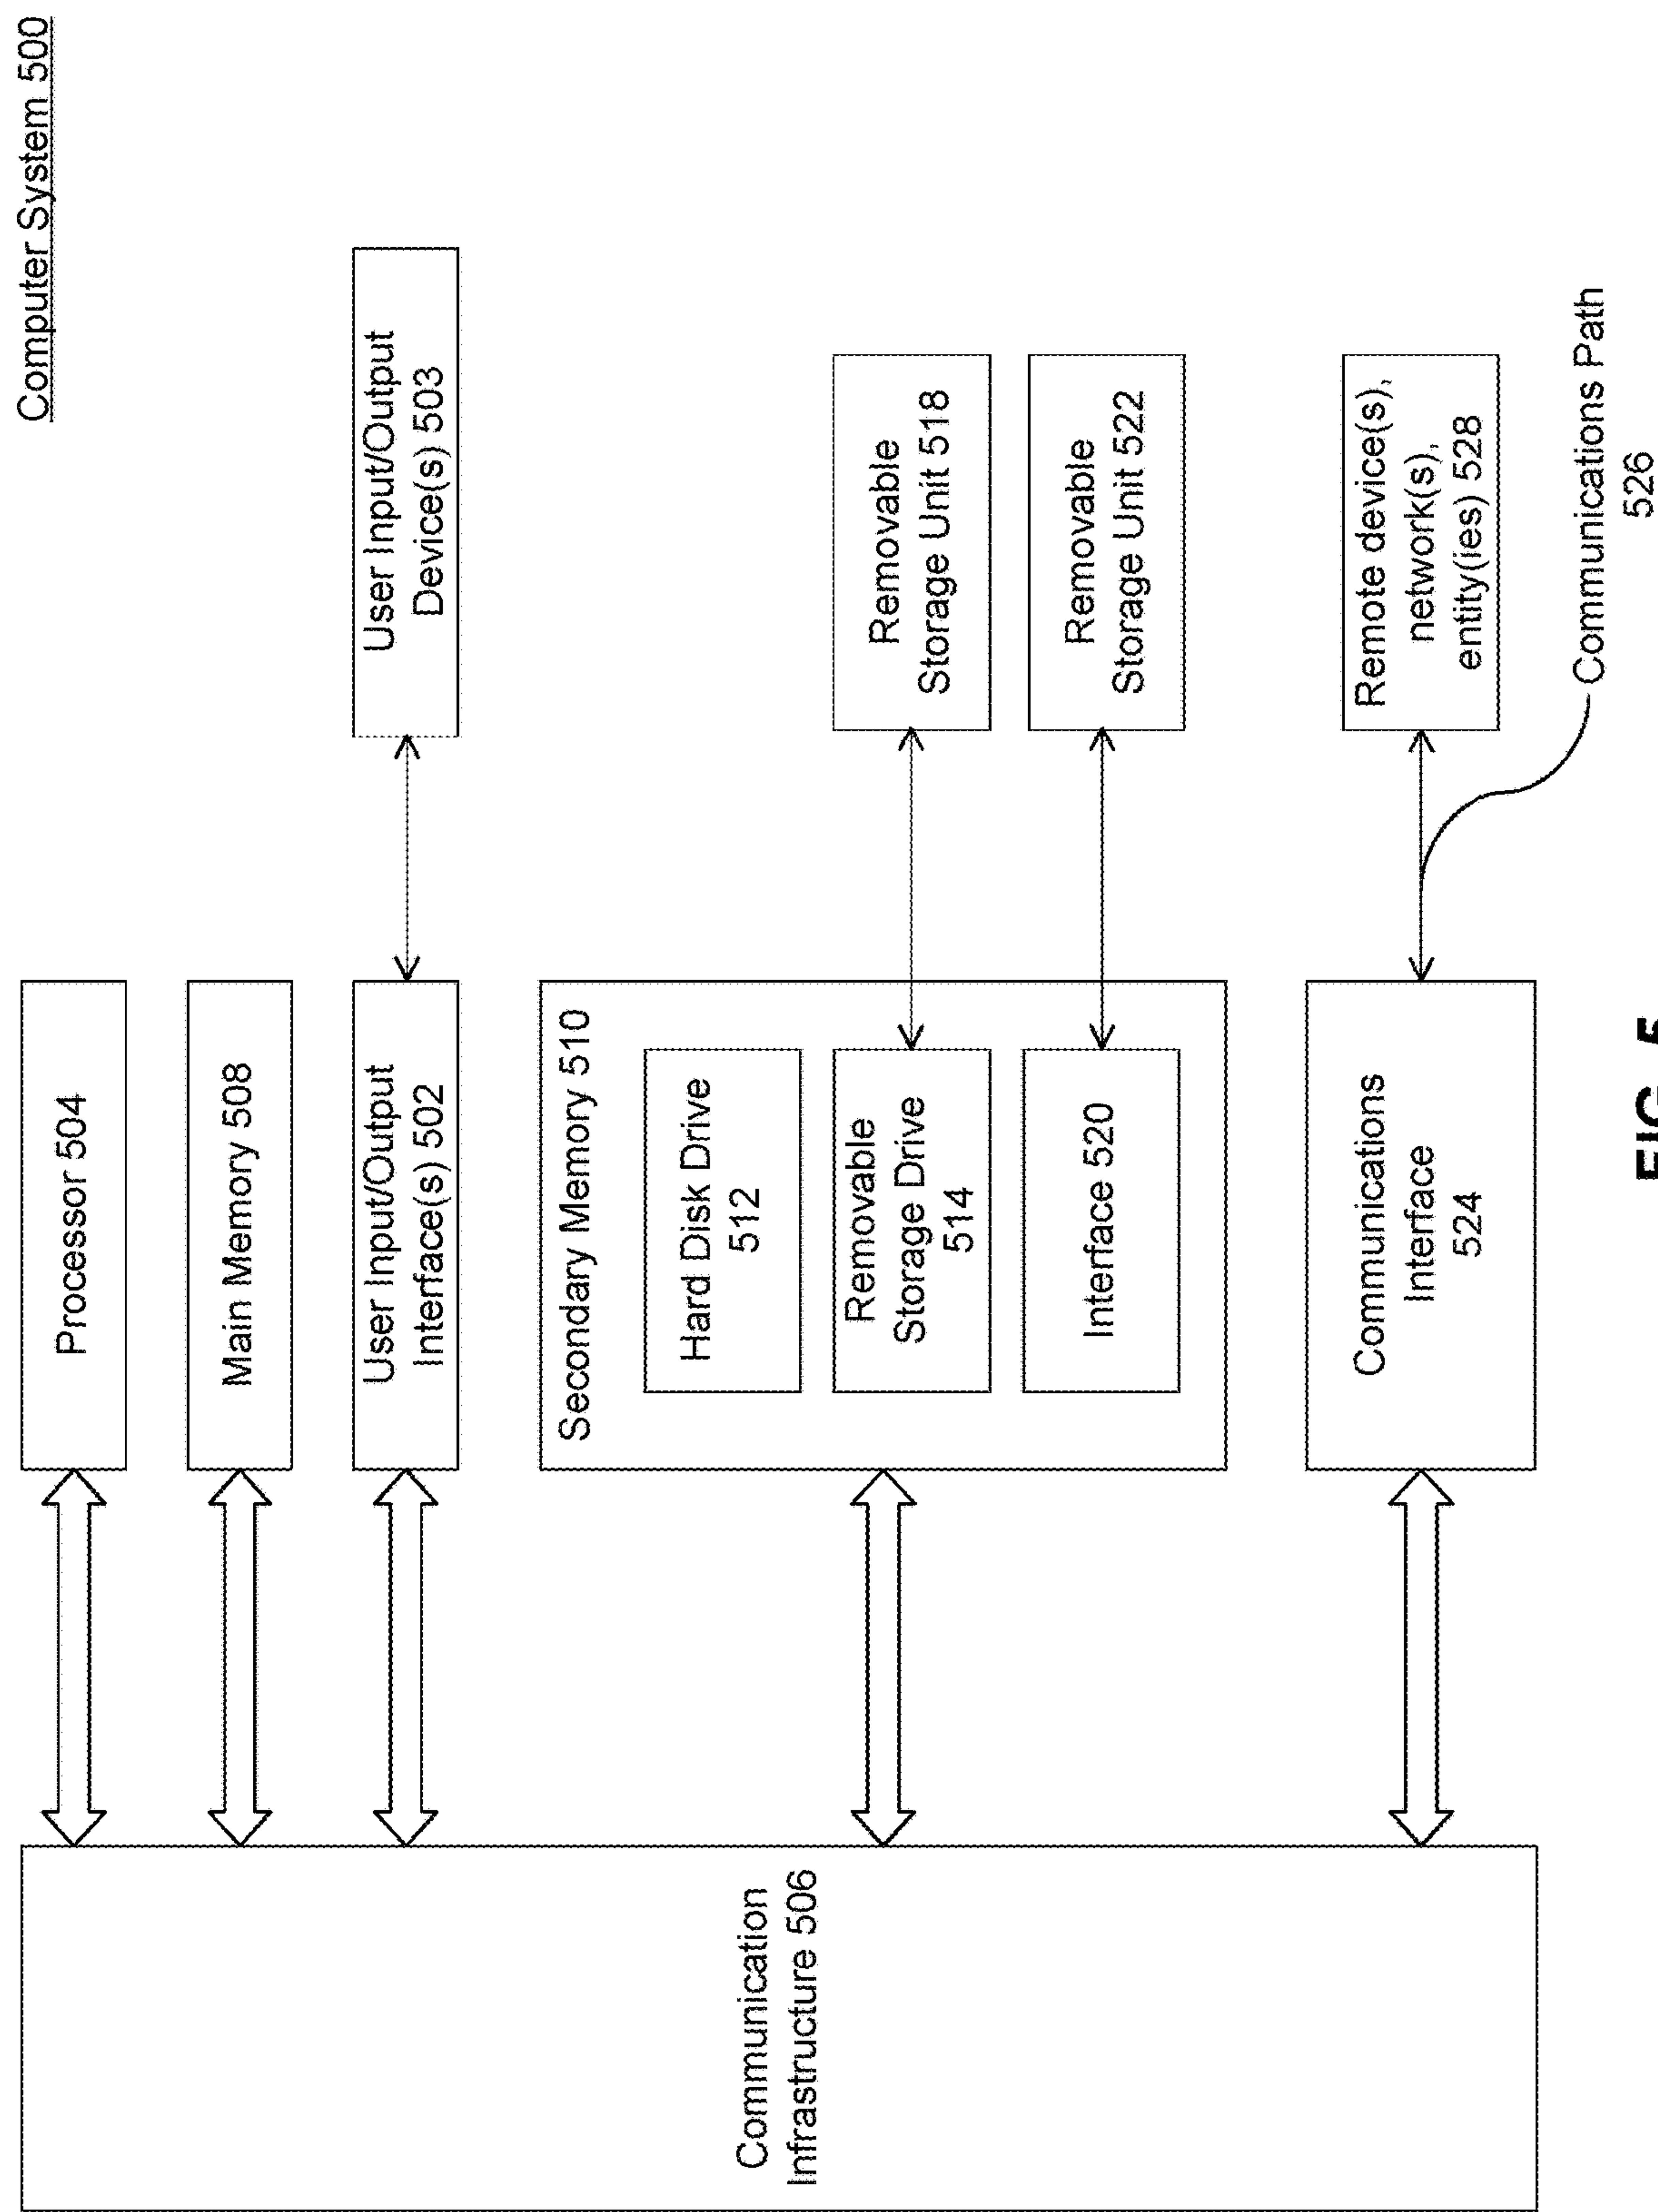 Computer System 500
Processor 504
Main Memory 508
User Input/Output
Interface(s) 502
User Input/Output
Device(s) 503
Communication
Infrastructure 506
Secondary Memory 510
Hard Disk Drive
512
Removable
Storage Drive
514
Removable
Storage Unit 518
Interface 520
Removable
Storage Unit 522
Communications
Interface
524
Remote device(s),
network(s),
entity(ies) 528
Communications Path
526
FIG. 5